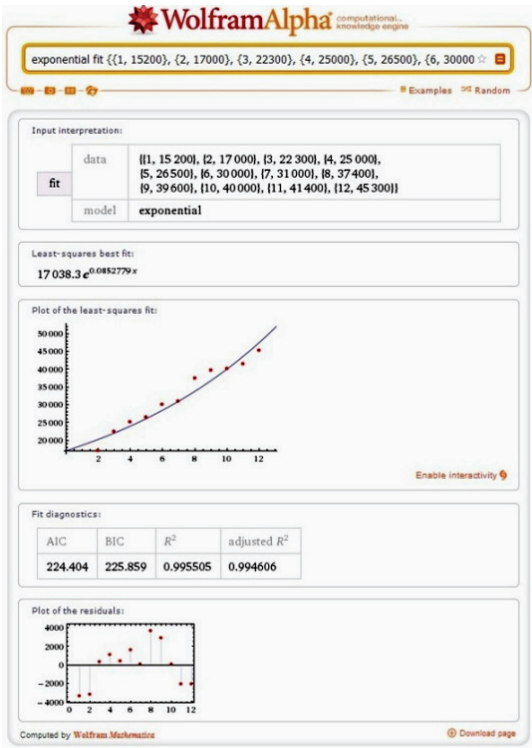 WolframAlpha computational... knowledge engine
exponential fit {{1, 15200}, {2, 17000}, {3, 22300}, {4, 25000}, {5, 26500}, {6, 30000
Examples Random
Input interpretation:
fit
data {{1, 15 200}, {2, 17 000}, {3, 22 300}, {4, 25 000},
{5, 26 500}, {6, 30 000}, {7, 31 000}, {8, 37 400},
{9, 39 600}, {10, 40 000}, {11, 41 400}, {12, 45 300}}
model exponential
Least-squares best fit:
17 038.3 e^0.0852779 x
Plot of the least-squares fit:
50 000
45 000
40 000
35 000
30 000
25 000
20 000
2 4 6 8 10 12
Enable interactivity
Fit diagnostics:
AIC BIC R² adjusted R²
224.404 225.859 0.995505 0.994606
Plot of the residuals:
4000
2000
0
-2000
-4000
0 2 4 6 8 10 12
Computed by Wolfram Mathematica
Download page